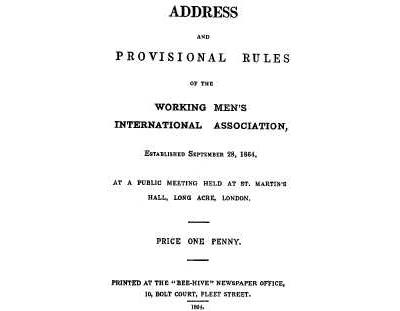 ADDRESS
AND
PROVISIONAL RULES
OF THE
WORKING MEN'S
INTERNATIONAL ASSOCIATION,
ESTABLISHED SEPTEMBER 28, 1864,
AT A PUBLIC MEETING HELD AT ST. MARTIN'S
HALL, LONG ACRE, LONDON.
PRICE ONE PENNY.
PRINTED AT THE "BEE-HIVE" NEWSPAPER OFFICE,
10, BOLT COURT, FLEET STREET.
1864.